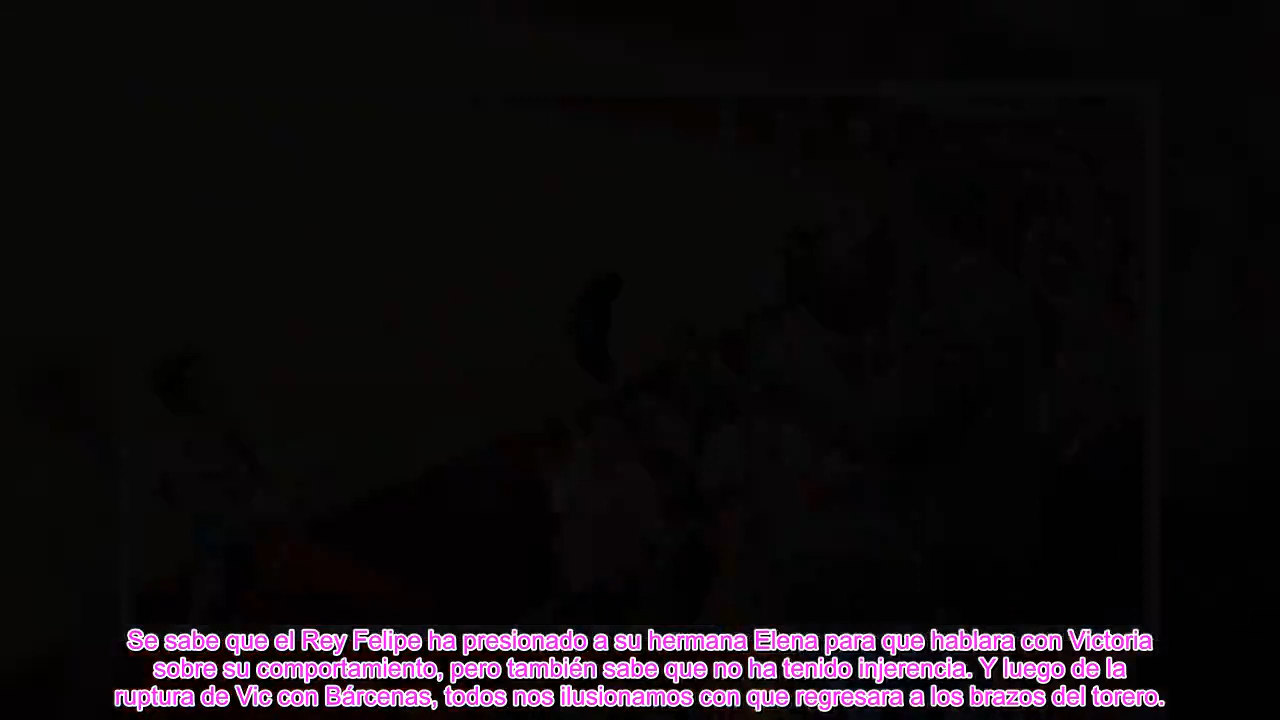 Se sabe que el Rey Felipe ha presionado a su hermana Elena para que hablara con Victoria
sobre su comportamiento, pero también sabe que no ha tenido injerencia. Y luego de la
ruptura de Vic con Bárcenas, todos nos ilusionamos con que regresara a los brazos del torero.